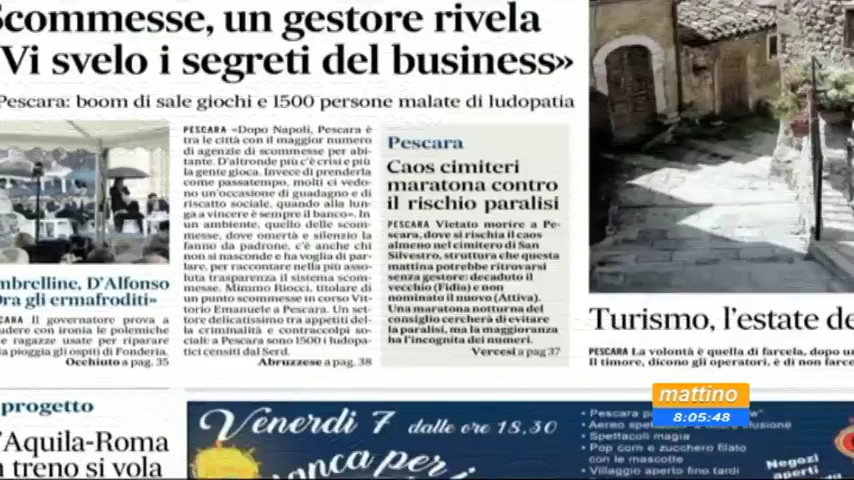 Scommesse, un gestore rivela
«Vi svelo i segreti del business»
Pescara: boom di sale giochi e 1500 persone malate di ludopatia
PESCARA «Dopo Napoli, Pescara è
tra le città con il maggior numero
di agenzie di scommesse per abi-
tante. D'altronde più c'è crisi e più
la gente gioca. Invece di prenderla
come passatempo, molti ci vedo-
no un'occasione di guadagno e di
riscatto sociale, quando alla lun-
ga a vincere è sempre il banco». In
un ambiente, quello delle scom-
messe, dove omertà e silenzio la
fanno da padrone, c'è anche chi
non si nasconde e ha voglia di par-
lare, per raccontare nella più asso-
luta trasparenza il sistema scom-
messe. Mimmo Riocci, titolare di
un punto scommesse in corso Vit-
torio Emanuele a Pescara. Un set-
tore delicatissimo tra appetiti del-
la criminalità e contraccolpi so-
ciali: a Pescara sono 1500 i ludopa-
tici censiti dal Serd.
Abruzzese a pag. 38
Pescara
Caos cimiteri
maratona contro
il rischio paralisi
PESCARA Vietato morire a Pe-
scara, dove si rischia il caos
almeno nel cimitero di San
Silvestro, struttura che questa
mattina potrebbe ritrovarsi
senza gestore: decaduto il
vecchio (Fidia) e non
nominato il nuovo (Attiva).
Una maratona notturna del
consiglio cercherà di evitare
la paralisi, ma la maggioranza
ha l'incognita dei numeri.
Vercesi a pag 37
mbrelline, D'Alfonso
Ora gli ermafroditi»
SCARA Il governatore prova a
udere con ironia le polemiche
e ragazze usate per riparare
la pioggia gli ospiti di Fonderia.
Occhiuto a pag. 35
Turismo, l'estate de
PESCARA La volontà è quella di farcela, dopo un
Il timore, dicono gli operatori, è di non farce
progetto
'Aquila-Roma
n treno si vola
Venerdì 7 dalle ore 18,30
anca per i
• Pescara
• Aereo
• Spettacoli magia
• Pop corn e zucchero filato
con le mascotte
• Villaggio aperto fino tardi
Negozi
aperti
mattino
8:05:48